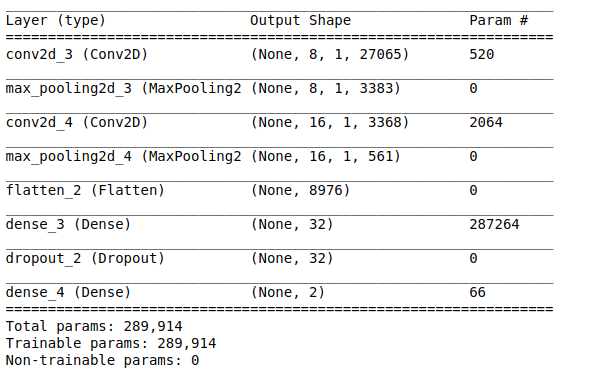 Layer (type) Output Shape Param #
conv2d_3 (Conv2D) (None, 8, 1, 27065) 520
max_pooling2d_3 (MaxPooling2 (None, 8, 1, 3383) 0
conv2d_4 (Conv2D) (None, 16, 1, 3368) 2064
max_pooling2d_4 (MaxPooling2 (None, 16, 1, 561) 0
flatten_2 (Flatten) (None, 8976) 0
dense_3 (Dense) (None, 32) 287264
dropout_2 (Dropout) (None, 32) 0
dense_4 (Dense) (None, 2) 66
Total params: 289,914
Trainable params: 289,914
Non-trainable params: 0